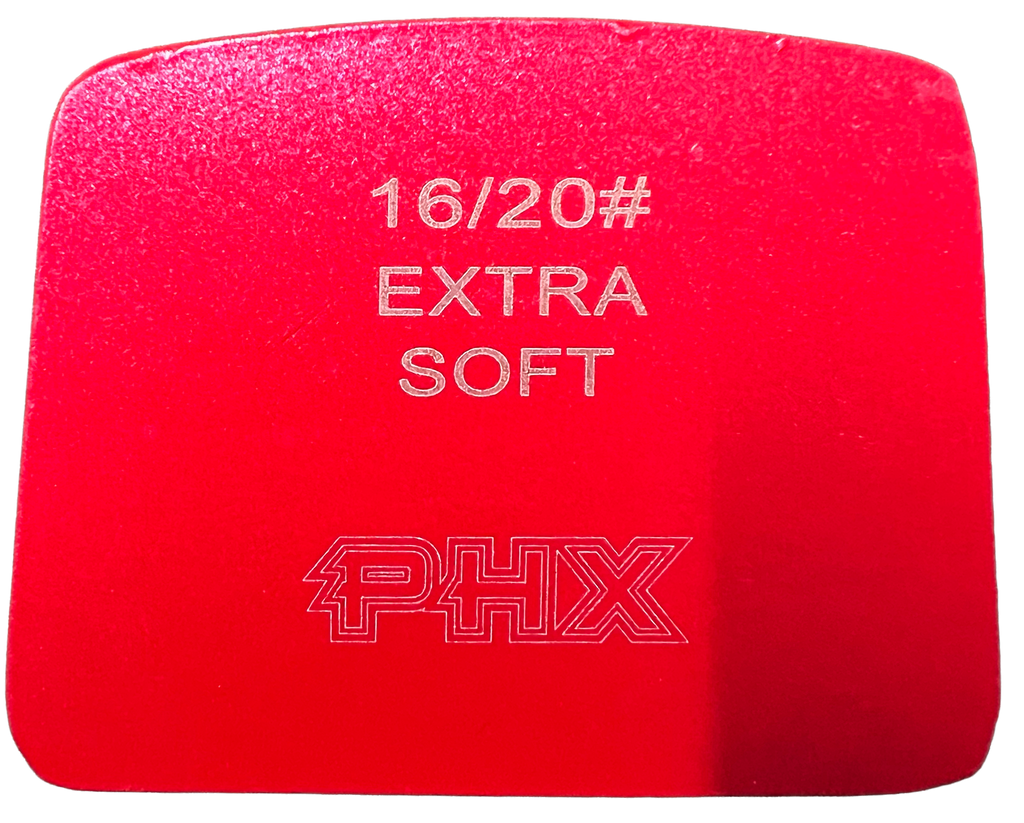 16/20#
EXTRA
SOFT
PHX